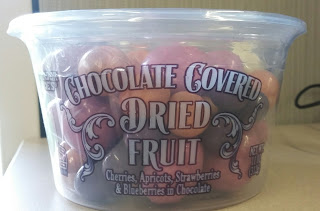 CHOCOLATE COVERED
DRIED
FRUIT
Cherries, Apricots, Strawberries
& Blueberries in Chocolate